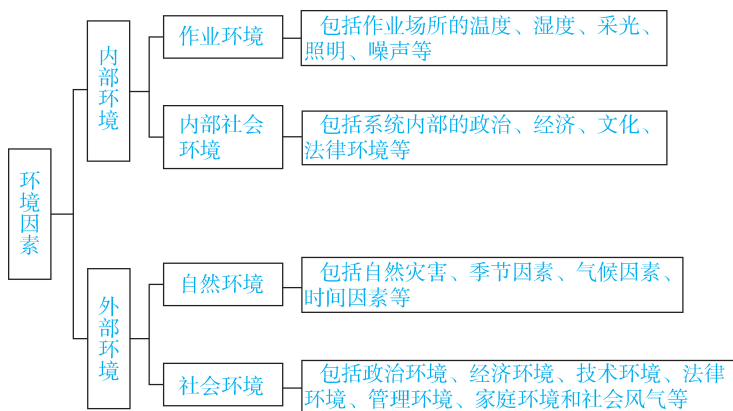 环境因素
内部环境
作业环境
包括作业场所的温度、湿度、采光、
照明、噪声等
内部社会
环境
包括系统内部的政治、经济、文化、
法律环境等
外部环境
自然环境
包括自然灾害、季节因素、气候因素、
时间因素等
社会环境
包括政治环境、经济环境、技术环境、法律
环境、管理环境、家庭环境和社会风气等